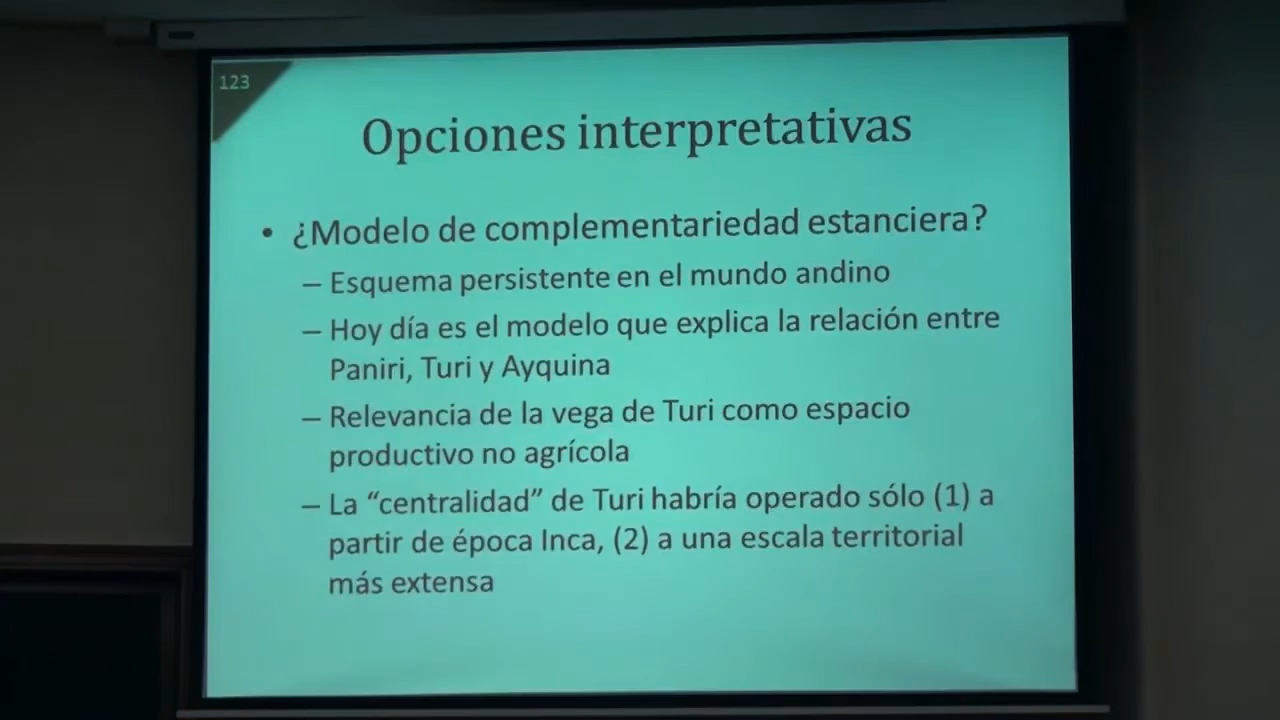 123
Opciones interpretativas
• ¿Modelo de complementariedad estanciera?
– Esquema persistente en el mundo andino
– Hoy día es el modelo que explica la relación entre
Paniri, Turi y Ayquina
– Relevancia de la vega de Turi como espacio
productivo no agrícola
– La “centralidad” de Turi habría operado sólo (1) a
partir de época Inca, (2) a una escala territorial
más extensa